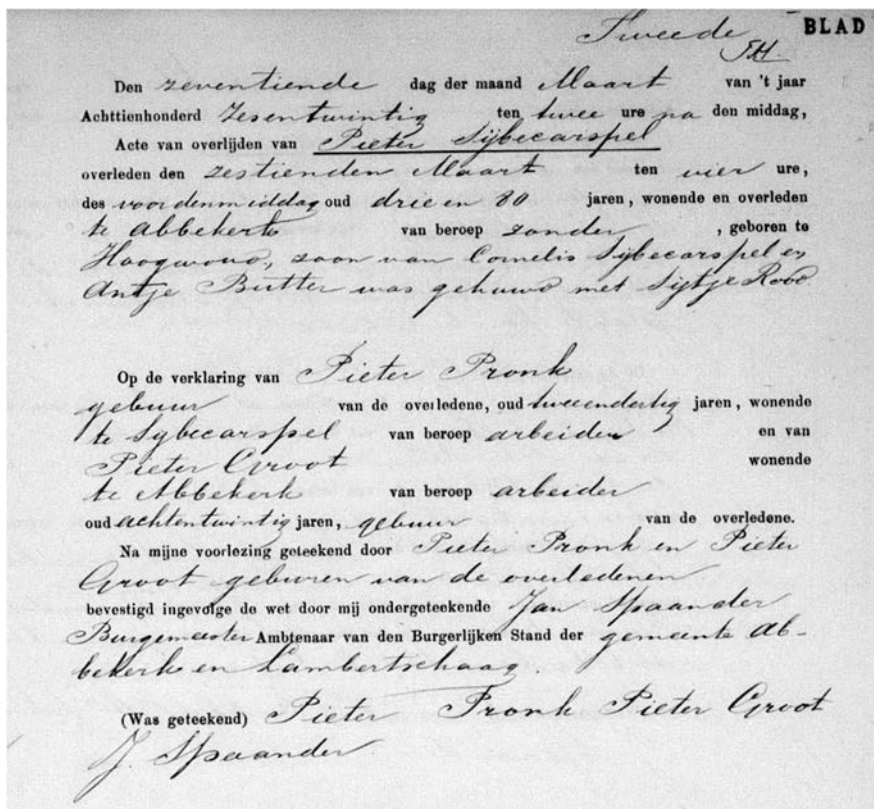 Tweede BLAD
Den zeventiende dag der maand Maart van 't jaar
Achttienhonderd Zesentwintig ten twee ure na den middag,
Acte van overlijden van Pieter Sijbecarspel
overleden den zestienden Maart ten vier ure,
des voordenmiddag oud drie en 80 jaren, wonende en overleden
te Abbekerk van beroep zonder , geboren te
Hoogwoud, zoon van Cornelis Sijbecarspel en
Antje Butter was gehuwd met Sijtje Rood
Op de verklaring van Pieter Pronk
gebuur van de overledene, oud tweeendertig jaren, wonende
te Sybecarspel van beroep arbeider en van
Pieter Groot wonende
te Abbekerk van beroep arbeider
oud achtentwintig jaren, gebuur van de overledene.
Na mijne voorlezing geteekend door Pieter Pronk en Pieter
Groot geburen van de overledenen
bevestigd ingevolge de wet door mij ondergeteekende Jan Spaander
Burgemeester Ambtenaar van den Burgerlijken Stand der gemeente Ab-
bekerk en Lambertschaag.
(Was geteekend) Pieter Pronk Pieter Groot
J. Spaander